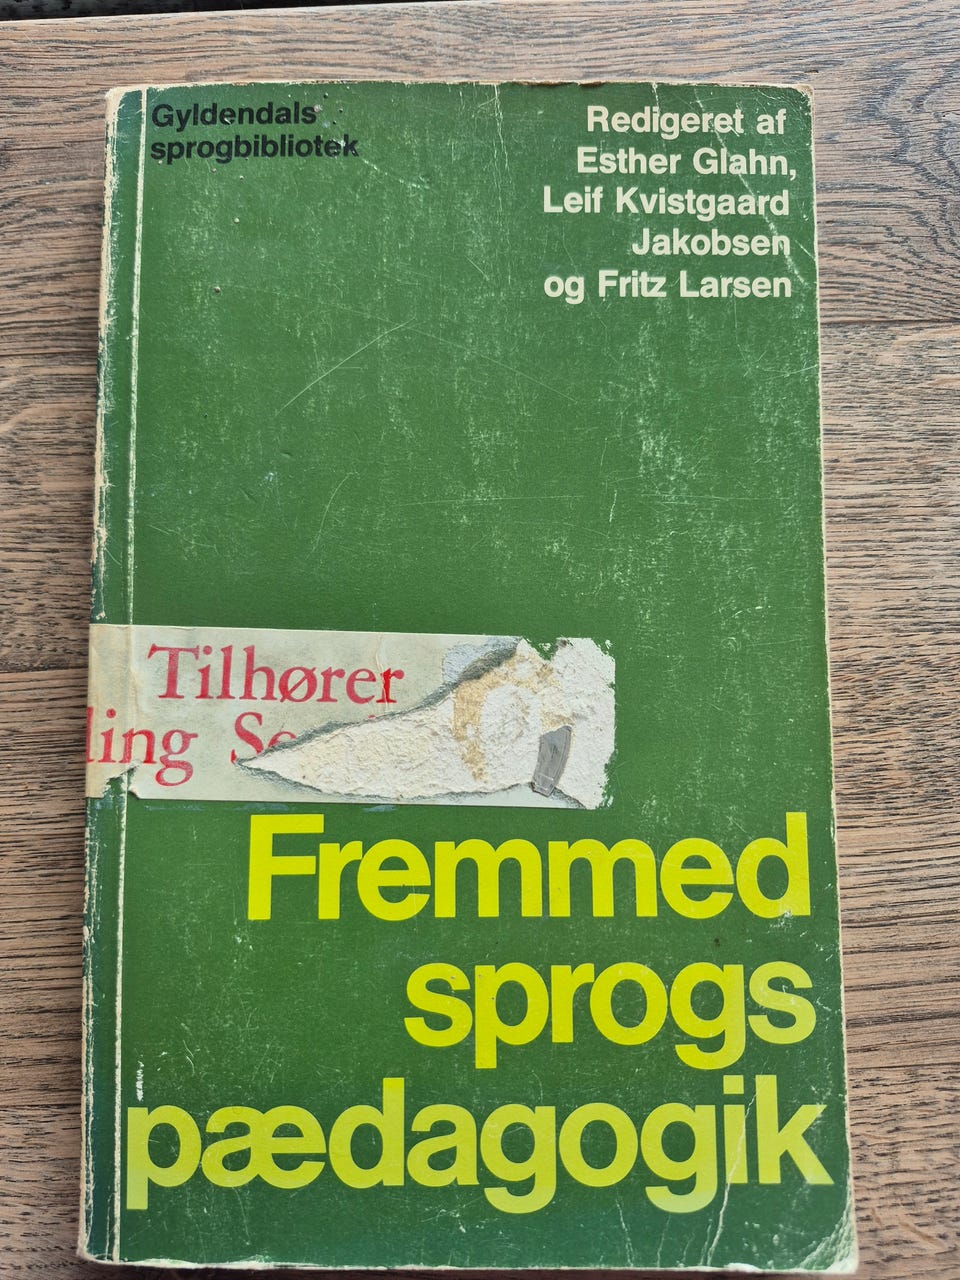 Gyldendals
sprogbibliotek
Redigeret af
Esther Glahn,
Leif Kvistgaard
Jakobsen
og Fritz Larsen
Tilhører
Fremmed
sprogs
pædagogik